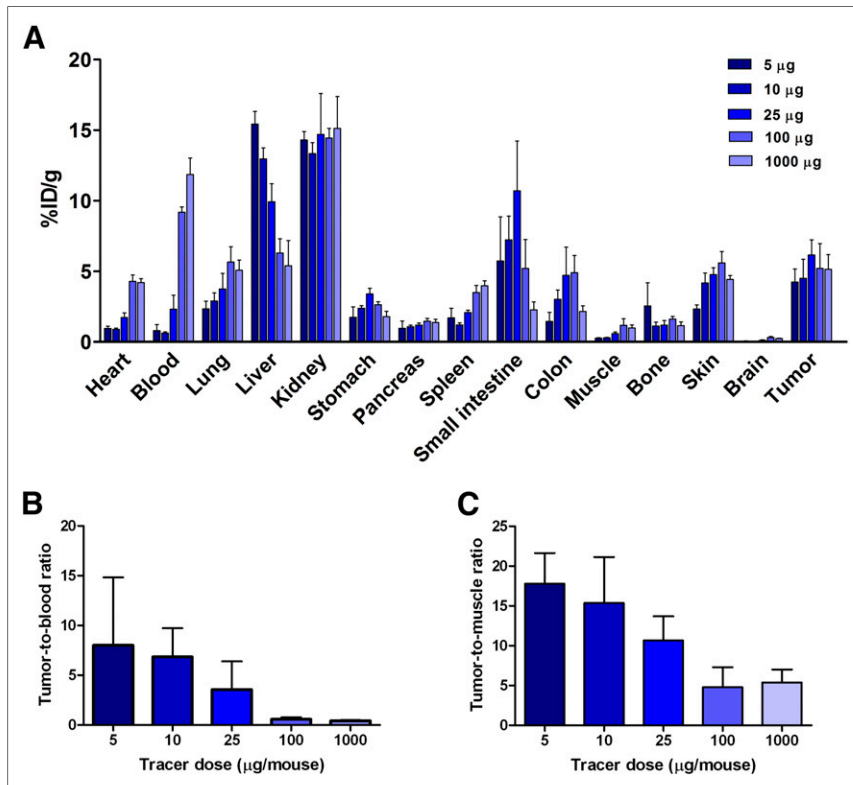 A
20
15
10
5
0
%ID/g
5 μg
10 μg
25 μg
100 μg
1000 μg
Heart
Blood
Lung
Liver
Kidney
Stomach
Pancreas
Spleen
Small intestine
Colon
Muscle
Bone
Skin
Brain
Tumor
B
20
15
10
5
0
Tumor-to-blood ratio
5 10 25 100 1000
Tracer dose (μg/mouse)
C
25
20
15
10
5
0
Tumor-to-muscle ratio
5 10 25 100 1000
Tracer dose (μg/mouse)